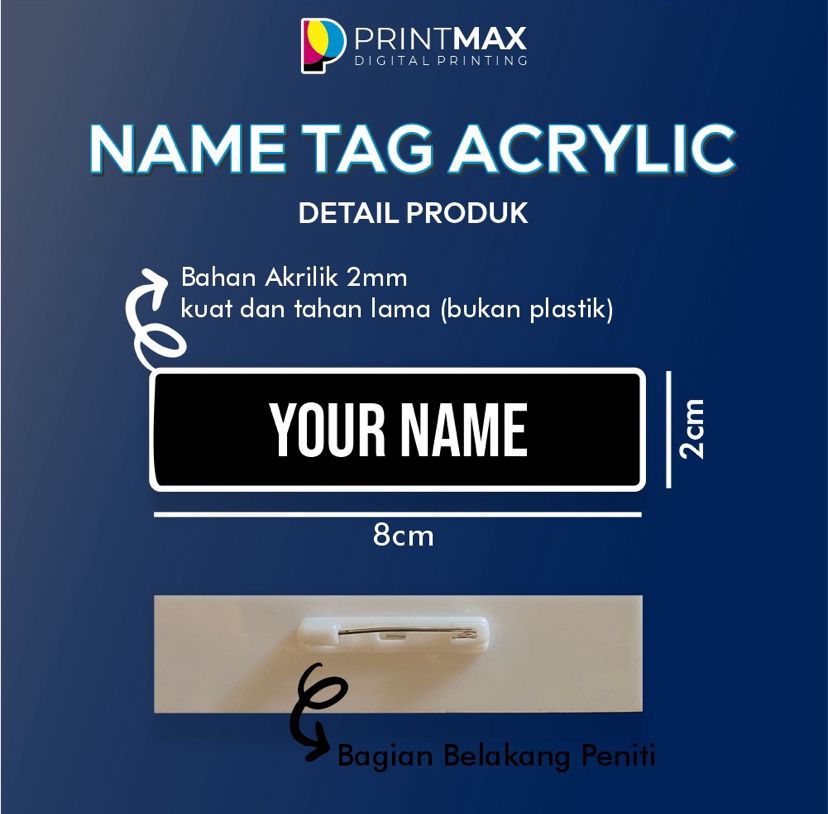 PRINTMAX
DIGITAL PRINTING
NAME TAG ACRYLIC
DETAIL PRODUK
Bahan Akrilik 2mm
kuat dan tahan lama (bukan plastik)
YOUR NAME
2cm
8cm
Bagian Belakang Peniti